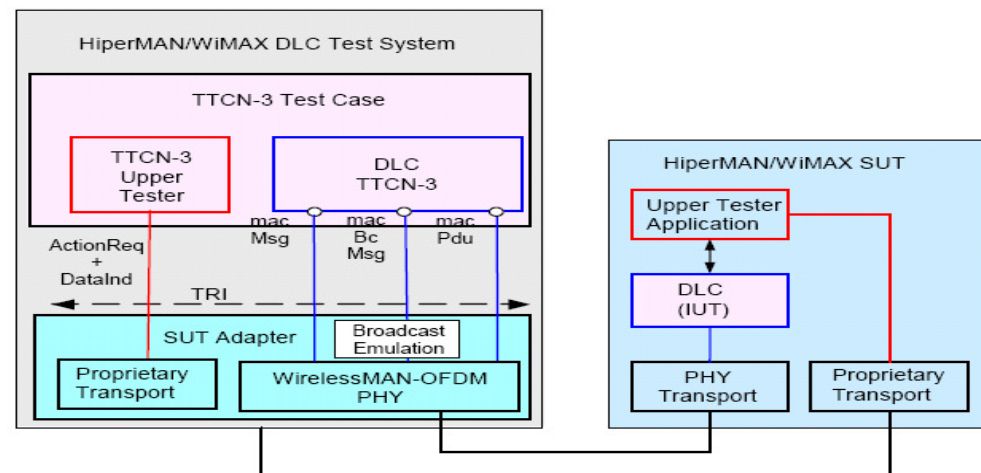 HiperMAN/WiMAX DLC Test System
TTCN-3 Test Case
TTCN-3
Upper
Tester
DLC
TTCN-3
mac
Msg
mac
Bc
Msg
mac
Pdu
ActionReq
+
DataInd
TRI
SUT Adapter
Broadcast
Emulation
Proprietary
Transport
WirelessMAN-OFDM
PHY
HiperMAN/WiMAX SUT
Upper Tester
Application
DLC
(IUT)
PHY
Transport
Proprietary
Transport